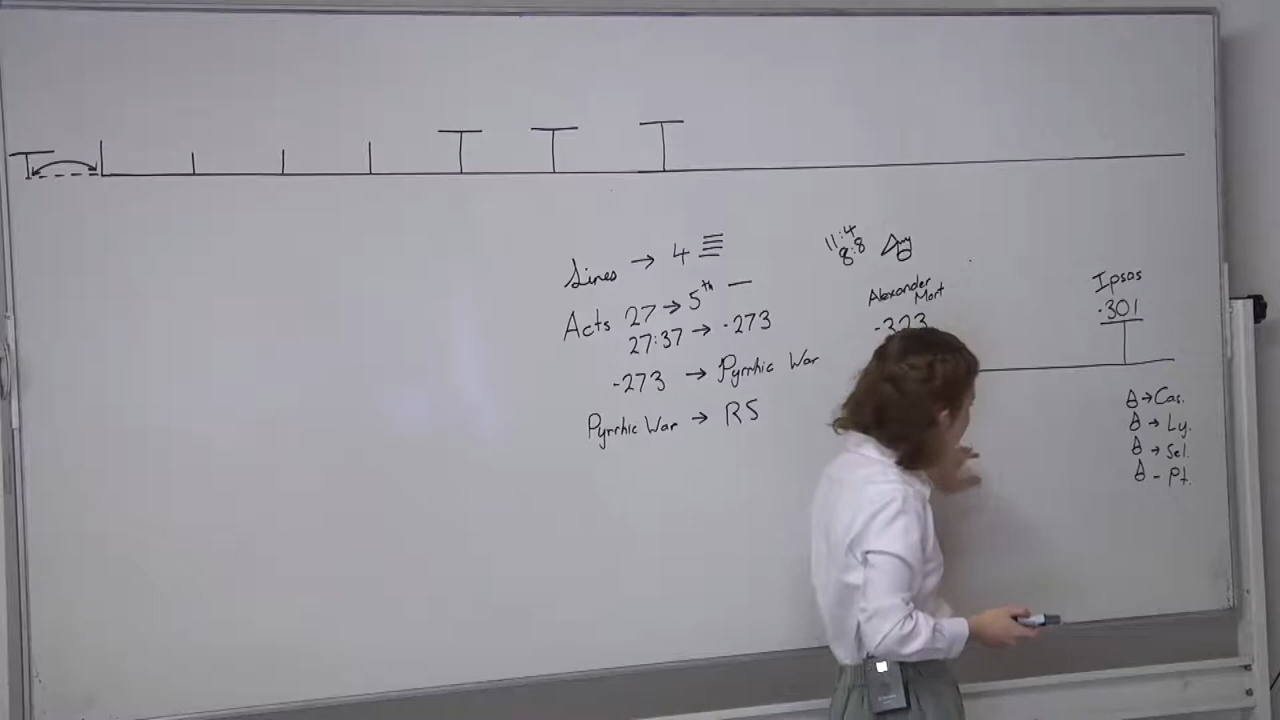 Lines → 4
Acts 27 → 5th —
27:37 → -273
-273 → Pyrrhic War
Pyrrhic War → RS
11:4
8:8
Alexander
Mort
-323
Ipsos
-301
→ Cas.
→ Ly.
→ Sel.
- Pt.